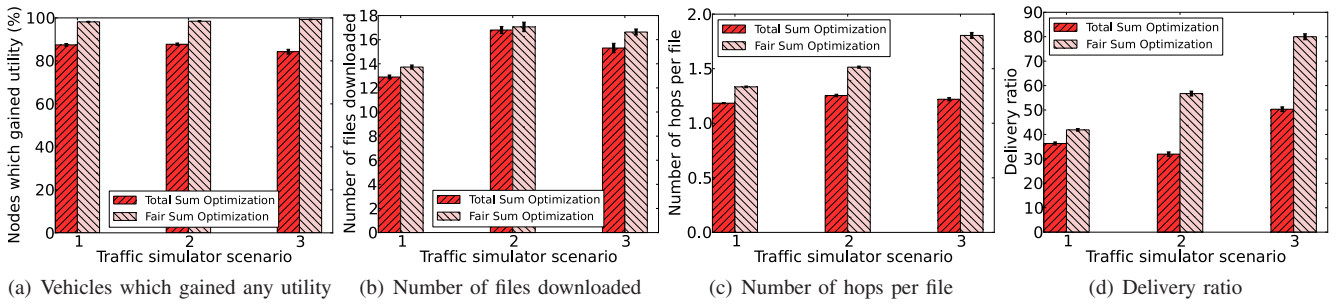 Nodes which gained utility (%)
100
80
60
40
20
0
Total Sum Optimization
Fair Sum Optimization
1 2 3
Traffic simulator scenario
(a) Vehicles which gained any utility
Number of files downloaded
18
16
14
12
10
8
6
4
2
0
Total Sum Optimization
Fair Sum Optimization
1 2 3
Traffic simulator scenario
(b) Number of files downloaded
Number of hops per file
2.0
1.5
1.0
0.5
0.0
Total Sum Optimization
Fair Sum Optimization
1 2 3
Traffic simulator scenario
(c) Number of hops per file
Delivery ratio
90
80
70
60
50
40
30
20
10
0
Total Sum Optimization
Fair Sum Optimization
1 2 3
Traffic simulator scenario
(d) Delivery ratio